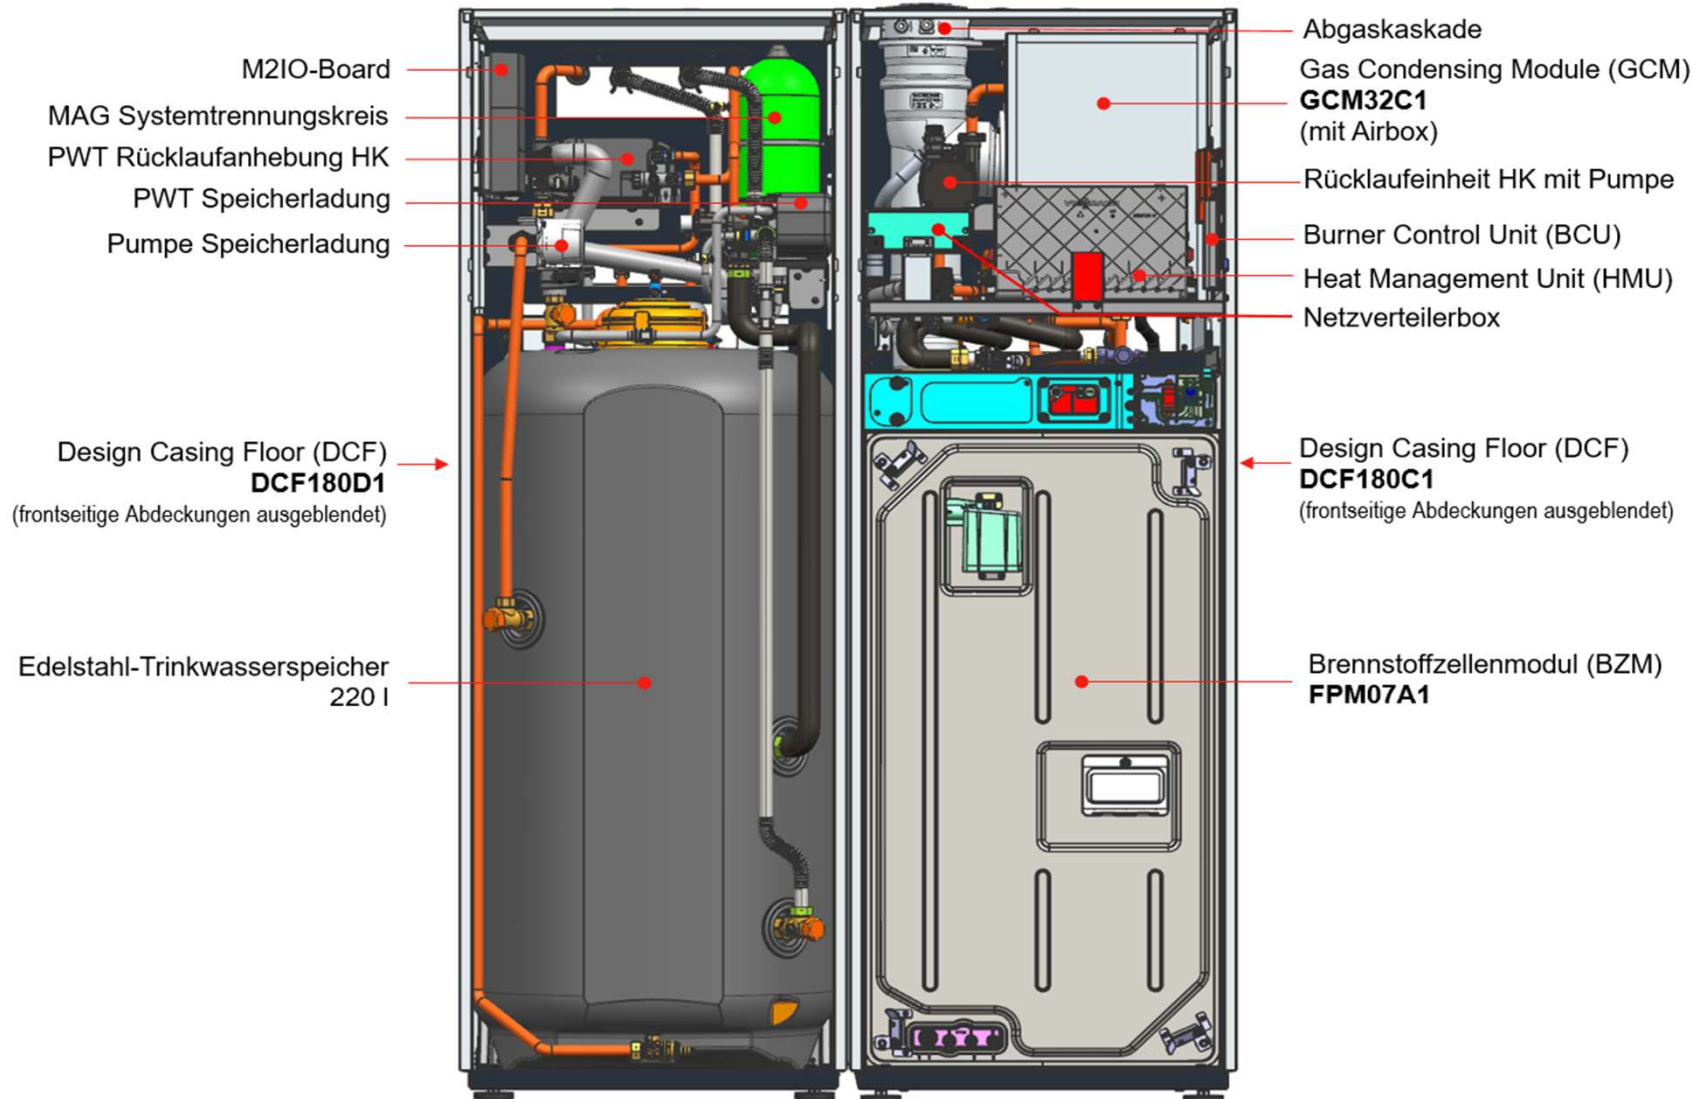 M2IO-Board
MAG Systemtrennungskreis
PWT Rücklaufanhebung HK
PWT Speicherladung
Pumpe Speicherladung
Design Casing Floor (DCF)
DCF180D1
(frontseitige Abdeckungen ausgeblendet)
Edelstahl-Trinkwasserspeicher
220 l
Abgaskaskade
Gas Condensing Module (GCM)
GCM32C1
(mit Airbox)
Rücklaufeinheit HK mit Pumpe
Burner Control Unit (BCU)
Heat Management Unit (HMU)
Netzverteilerbox
Design Casing Floor (DCF)
DCF180C1
(frontseitige Abdeckungen ausgeblendet)
Brennstoffzellenmodul (BZM)
FPM07A1